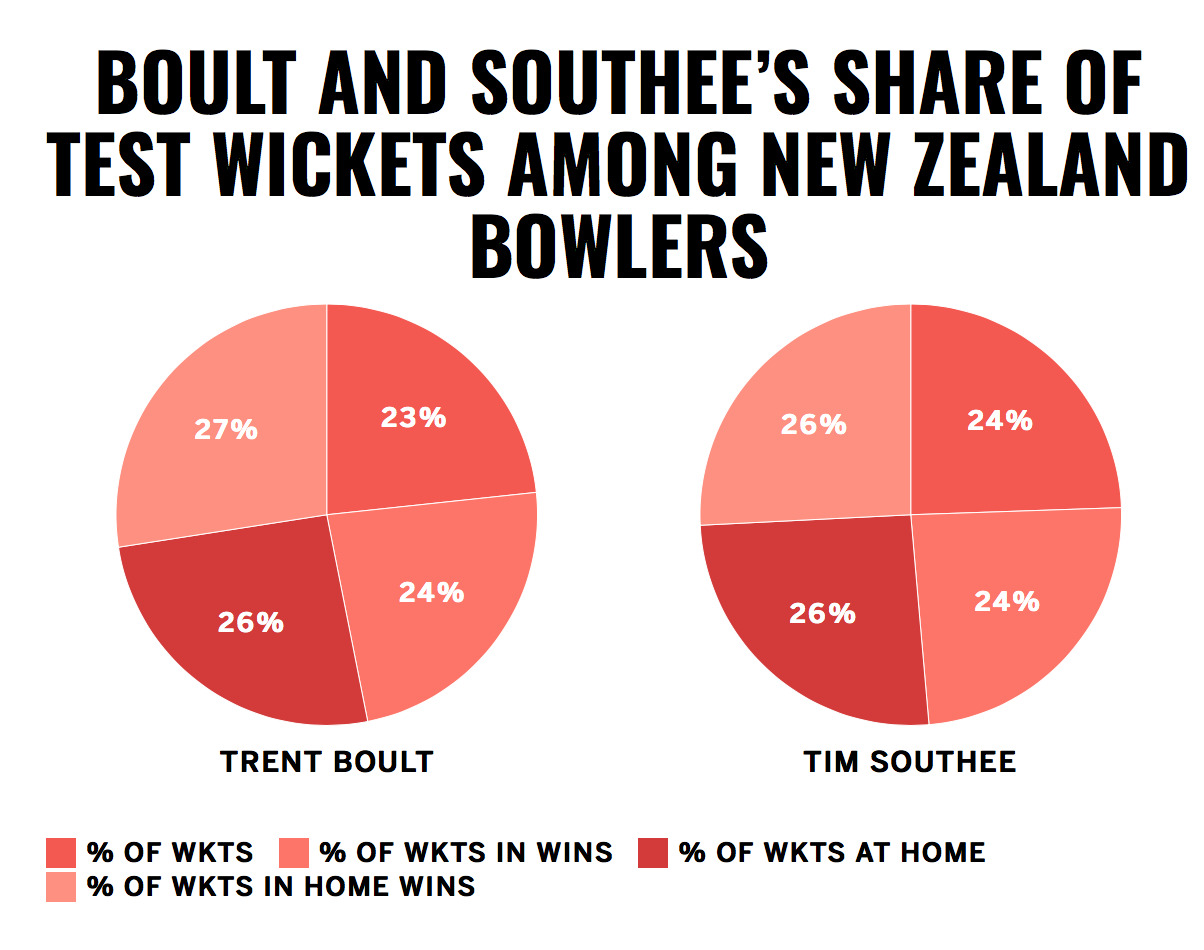 BOULT AND SOUTHEE’S SHARE OF
TEST WICKETS AMONG NEW ZEALAND
BOWLERS
27%
23%
26%
24%
TRENT BOULT
26%
24%
26%
24%
TIM SOUTHEE
% OF WKTS
% OF WKTS IN WINS
% OF WKTS AT HOME
% OF WKTS IN HOME WINS